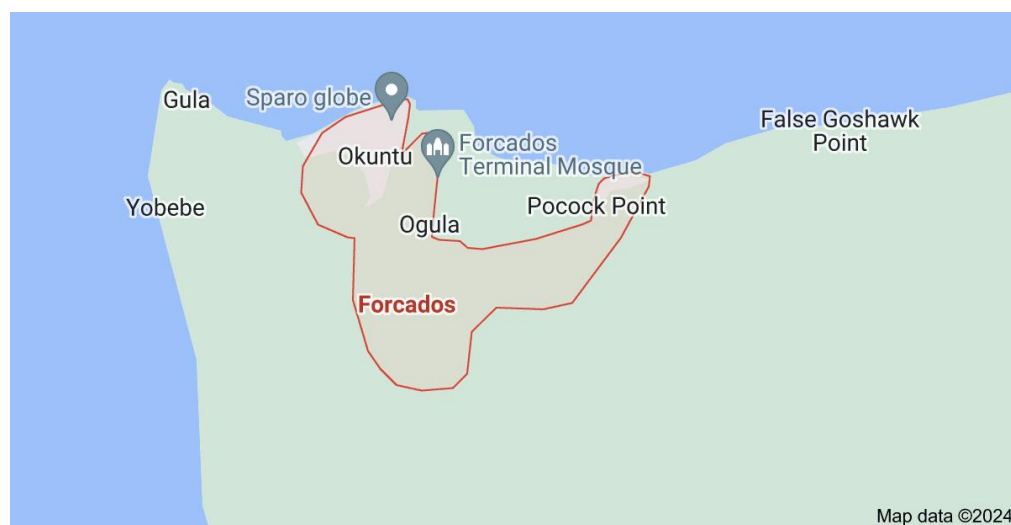 Gula
Sparo globe
False Goshawk
Point
Okuntu
Forcados
Terminal Mosque
Yobebe
Ogula
Pocock Point
Forcados
Map data ©2024